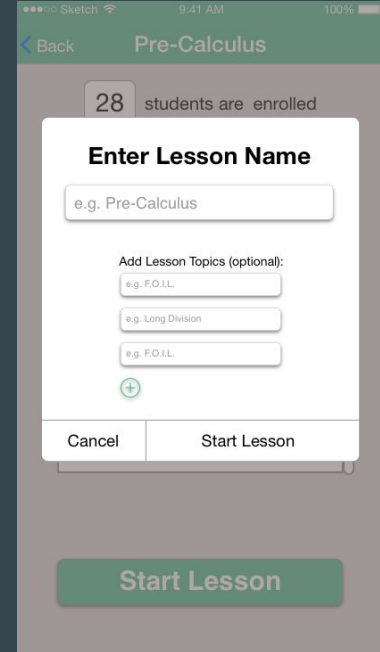 Sketch 9:41 AM 100%
Back Pre-Calculus
28 students are enrolled
Enter Lesson Name
e.g. Pre-Calculus
Add Lesson Topics (optional):
e.g. F.O.I.L.
e.g. Long Division
e.g. F.O.I.L.
Cancel Start Lesson
Start Lesson